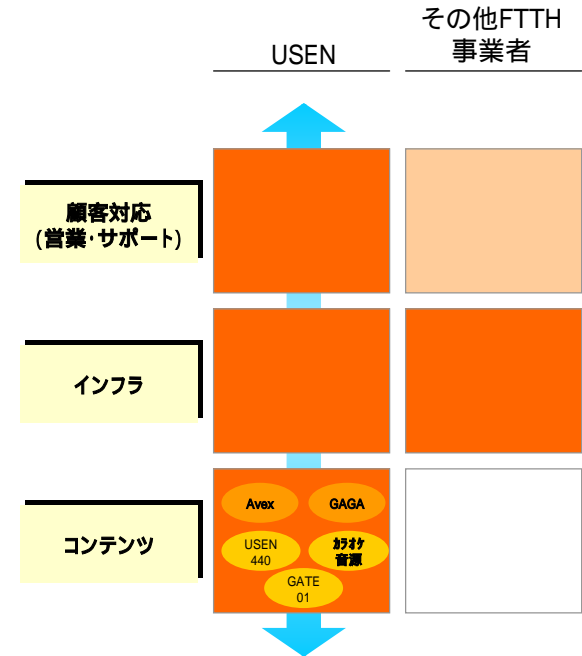 USEN
その他FTTH
事業者
顧客対応
(営業･サポート)
インフラ
コンテンツ
Avex
GAGA
USEN
440
ｶﾗｵｹ
音源
GATE
01